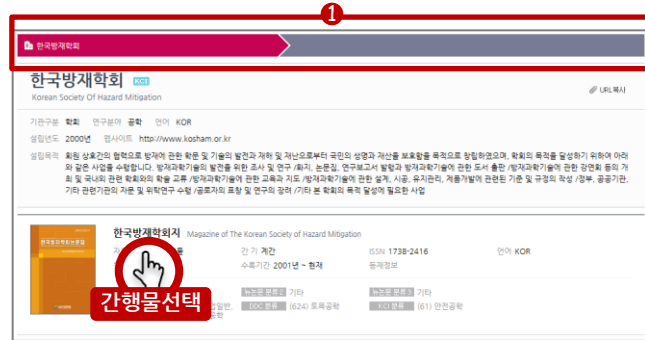 1
한국방재학회
한국방재학회 KCI
URL복사
Korean Society Of Hazard Mitigation
기관구분 학회 연구분야 공학 언어 KOR
설립년도 2000년 웹사이트 http://www.kosham.or.kr
설립목적 회원 상호간의 협력으로 방재에 관한 학문 및 기술의 발전과 재해 및 재난으로부터 국민의 생명과 재산을 보호함을 목적으로 창립하였으며, 학회의 목적을 달성하기 위하여 아래
와 같은 사업을 수행합니다. 방재과학기술의 발전을 위한 조사 및 연구 /학회지, 논문집, 연구보고서 발행과 방재과학기술에 관한 도서 출판 /방재과학기술에 관한 강연회 등의 개
최 및 국내외 관련 학회와의 학술 교류 /방재과학기술에 관한 교육과 지도 /방재과학기술에 관한 설계, 시공, 유지관리, 제품개발에 관련된 기준 및 규정의 작성 /정부, 공공기관,
기타 관련기관의 자문 및 위탁연구 수행 /공로자의 표창 및 연구의 장려 /기타 본 학회의 목적 달성에 필요한 사업
한국방재학회지 Magazine of The Korean Society of Hazard Mitigation
간기 계간 ISSN 1738-2416 언어 KOR
수록기간 2001년 ~ 현재 등재정보
기타 기타
간행물선택
DDC 분류 (624) 토목공학 KCI 분류 (61) 안전공학